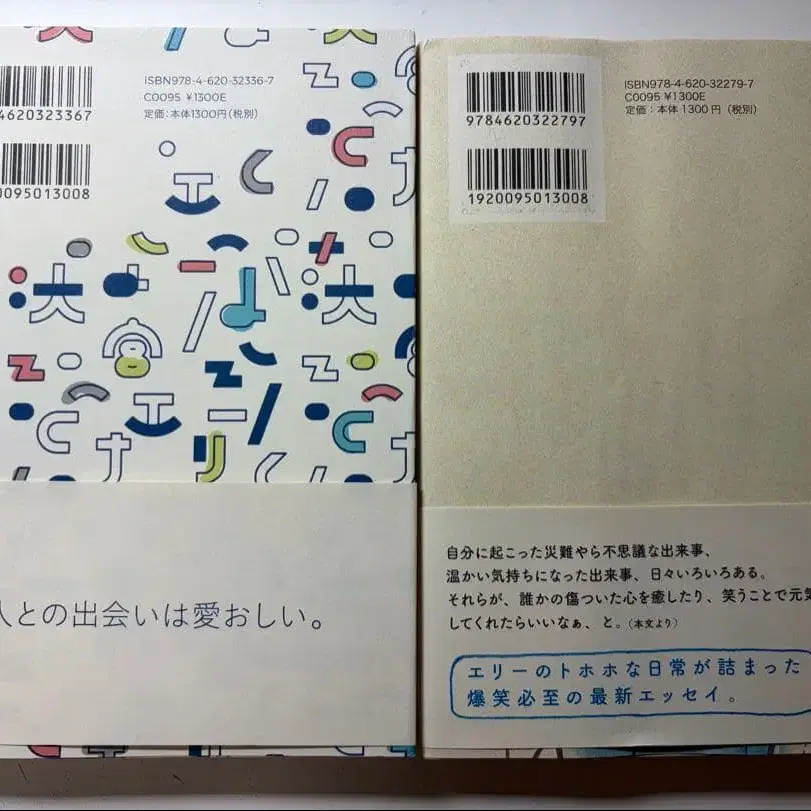 ISBN978-4-620-32336-7
C0095 ¥1300E
定価：本体1300円（税別）
4620323367
0095013008
人との出会いは愛おしい。
ISBN978-4-620-32279-7
C0095 ¥1300E
定価：本体1300円（税別）
9784620322797
1920095013008
自分に起こった災難やら不思議な出来事、
温かい気持ちになった出来事、日々いろいろある。
それらが、誰かの傷ついた心を癒したり、笑うことで元気
してくれたらいいなぁ、と。（本文より）
エリーのトホホな日常が詰まった
爆笑必至の最新エッセイ。